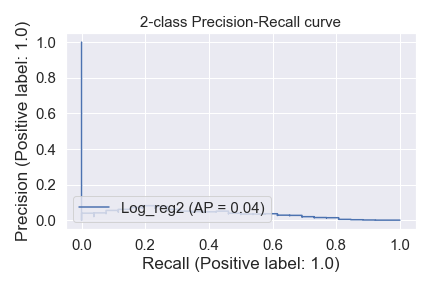 2-class Precision-Recall curve
Precision (Positive label: 1.0)
1.0
0.8
0.6
0.4
0.2
0.0
Log_reg2 (AP = 0.04)
0.0 0.2 0.4 0.6 0.8 1.0
Recall (Positive label: 1.0)